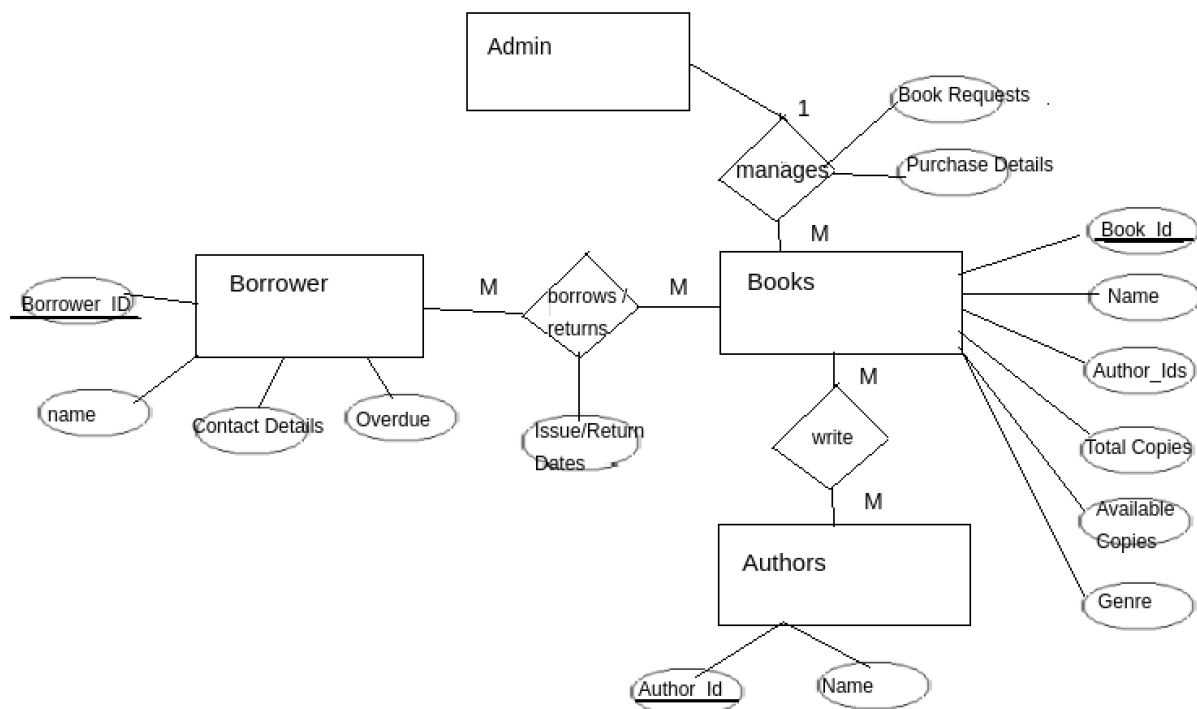 Admin
Book Requests
1
manages
Purchase Details
M
Book_Id
Borrower
M
borrows /
returns
M
Books
Borrower_ID
Name
Author_Ids
name
Contact Details
Overdue
Issue/Return
Dates
M
write
Total Copies
M
Available
Copies
Authors
Genre
Author_Id
Name